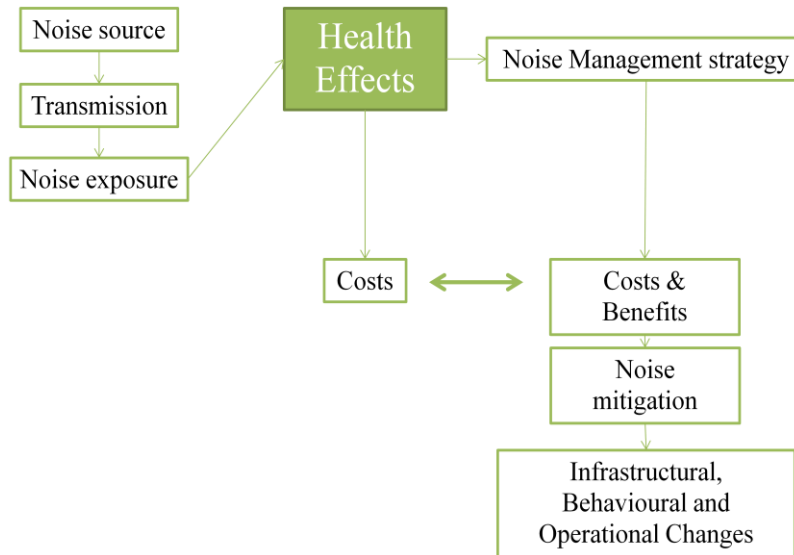 Noise source
Transmission
Noise exposure
Health
Effects
Noise Management strategy
Costs
Costs &
Benefits
Noise
mitigation
Infrastructural,
Behavioural and
Operational Changes